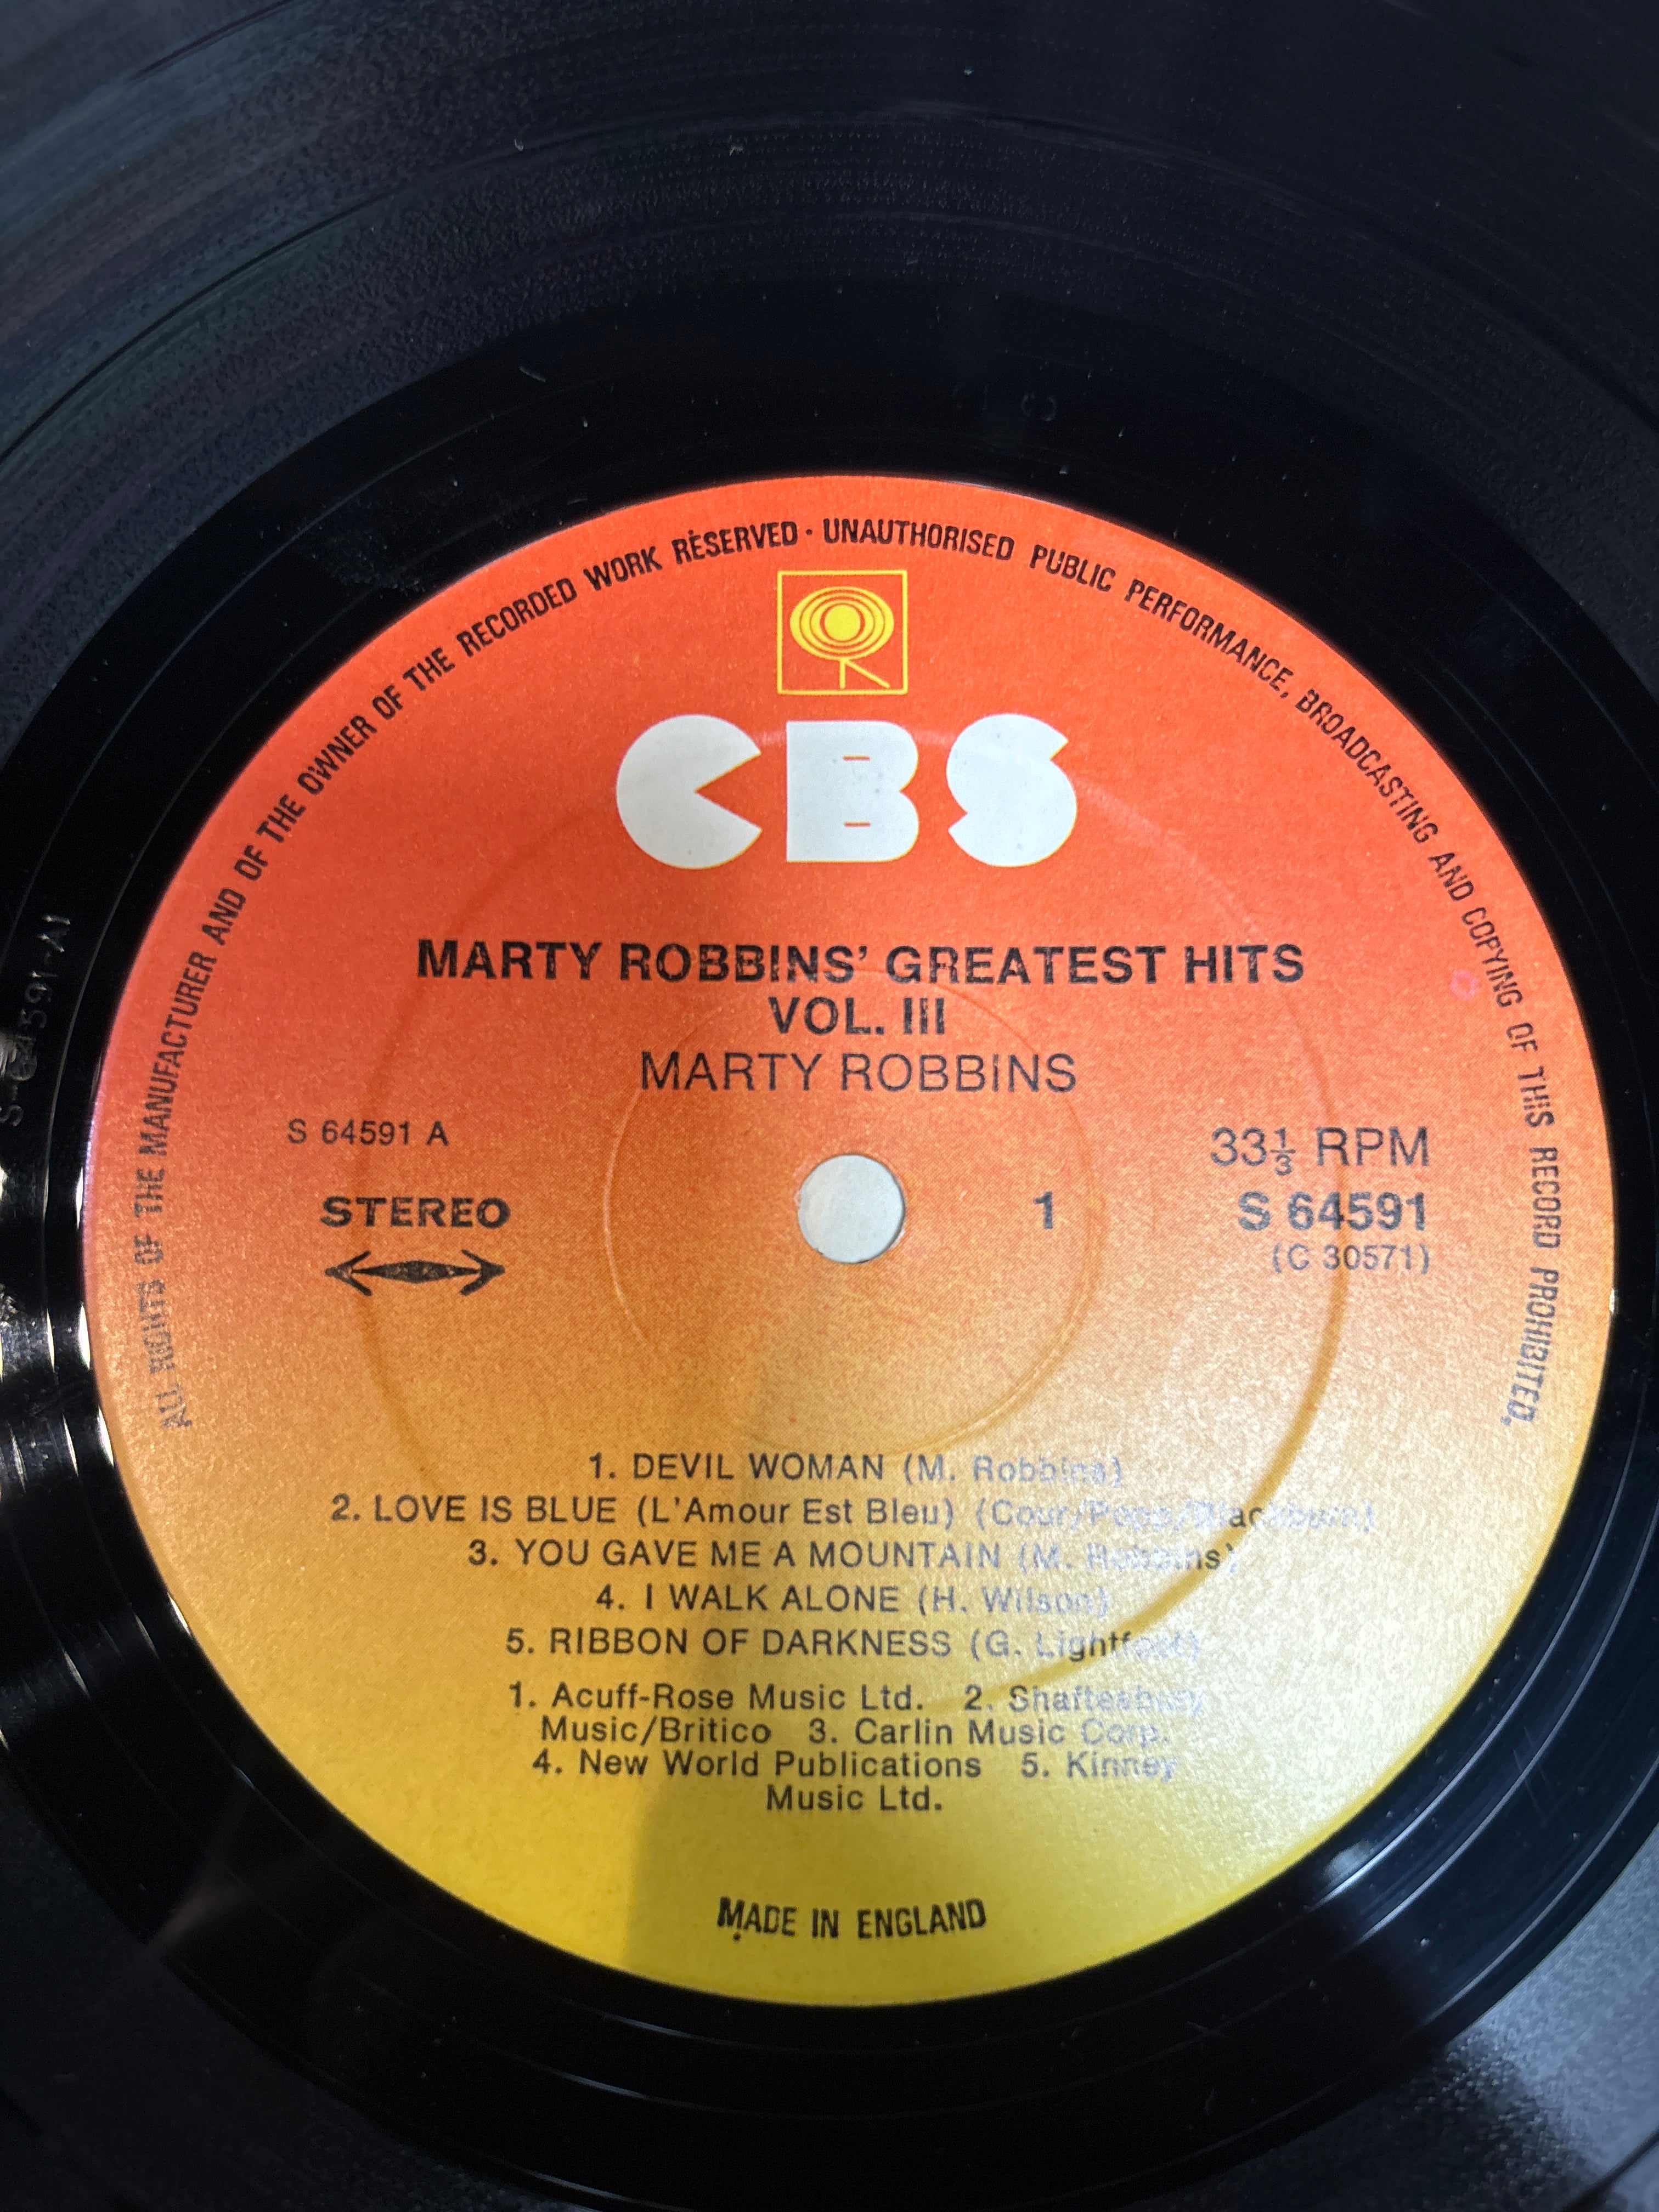 ALL RIGHTS OF THE MANUFACTURER AND OF THE OWNER OF THE RECORDED WORK RESERVED · UNAUTHORISED PUBLIC PERFORMANCE, BROADCASTING AND COPYING OF THIS RECORD PROHIBITED.
CBS
MARTY ROBBINS' GREATEST HITS
VOL. III
MARTY ROBBINS
S 64591 A
33⅓ RPM
STEREO
1
S 64591
(C 30571)
1. DEVIL WOMAN (M. Robbins)
2. LOVE IS BLUE (L'Amour Est Bleu) (Cour/Popp/Blackburn)
3. YOU GAVE ME A MOUNTAIN (M. Robbins)
4. I WALK ALONE (H. Wilson)
5. RIBBON OF DARKNESS (G. Lightfoot)
1. Acuff-Rose Music Ltd. 2. Shaftesbury
Music/Britico 3. Carlin Music Corp.
4. New World Publications 5. Kinney
Music Ltd.
MADE IN ENGLAND